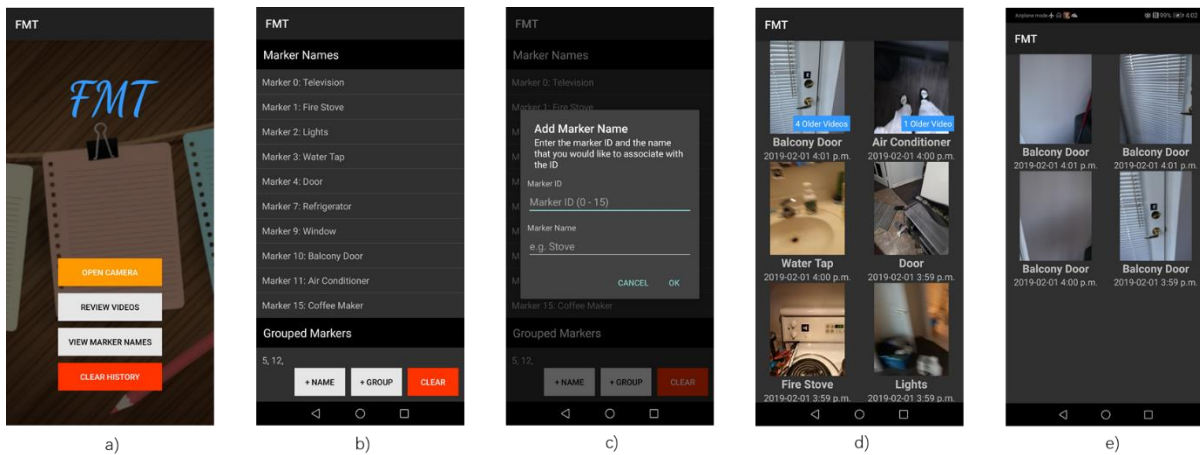 FMT
FMT
OPEN CAMERA
REVIEW VIDEOS
VIEW MARKER NAMES
CLEAR HISTORY
a)
FMT
Marker Names
Marker 0: Television
Marker 1: Fire Stove
Marker 2: Lights
Marker 3: Water Tap
Marker 4: Door
Marker 7: Refrigerator
Marker 9: Window
Marker 10: Balcony Door
Marker 11: Air Conditioner
Marker 15: Coffee Maker
Grouped Markers
5, 12,
+ NAME + GROUP CLEAR
b)
FMT
Marker Names
Marker 0: Television
Marker 1: Fire Stove
Add Marker Name
Enter the marker ID and the name
that you would like to associate with
the ID
Marker ID
Marker ID (0 - 15)
Marker Name
e.g. Stove
CANCEL OK
Marker 15: Coffee Maker
Grouped Markers
5, 12,
+ NAME + GROUP CLEAR
c)
FMT
4 Older Videos 1 Older Video
Balcony Door Air Conditioner
2019-02-01 4:01 p.m. 2019-02-01 4:00 p.m.
Water Tap Door
2019-02-01 4:00 p.m. 2019-02-01 3:59 p.m.
Fire Stove Lights
2019-02-01 3:59 p.m. 2019-02-01 3:59 p.m.
d)
Airplane mode 99% 4:02
FMT
Balcony Door Balcony Door
2019-02-01 4:01 p.m. 2019-02-01 4:01 p.m.
Balcony Door Balcony Door
2019-02-01 4:00 p.m. 2019-02-01 3:59 p.m.
e)